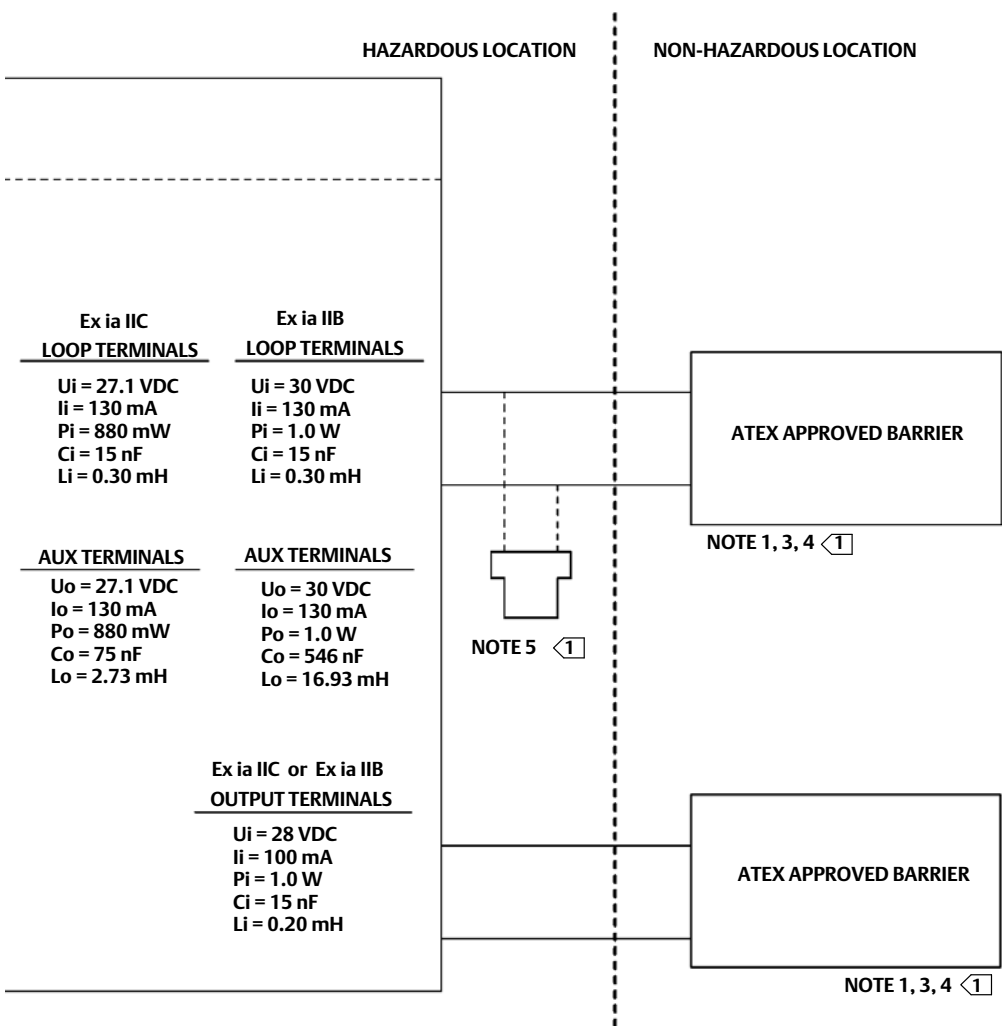 HAZARDOUS LOCATION
NON-HAZARDOUS LOCATION
Ex ia IIC
LOOP TERMINALS
Ui = 27.1 VDC
Ii = 130 mA
Pi = 880 mW
Ci = 15 nF
Li = 0.30 mH
Ex ia IIB
LOOP TERMINALS
Ui = 30 VDC
Ii = 130 mA
Pi = 1.0 W
Ci = 15 nF
Li = 0.30 mH
ATEX APPROVED BARRIER
NOTE 1, 3, 4 1
AUX TERMINALS
Uo = 27.1 VDC
Io = 130 mA
Po = 880 mW
Co = 75 nF
Lo = 2.73 mH
AUX TERMINALS
Uo = 30 VDC
Io = 130 mA
Po = 1.0 W
Co = 546 nF
Lo = 16.93 mH
NOTE 5 1
Ex ia IIC or Ex ia IIB
OUTPUT TERMINALS
Ui = 28 VDC
Ii = 100 mA
Pi = 1.0 W
Ci = 15 nF
Li = 0.20 mH
ATEX APPROVED BARRIER
NOTE 1, 3, 4 1